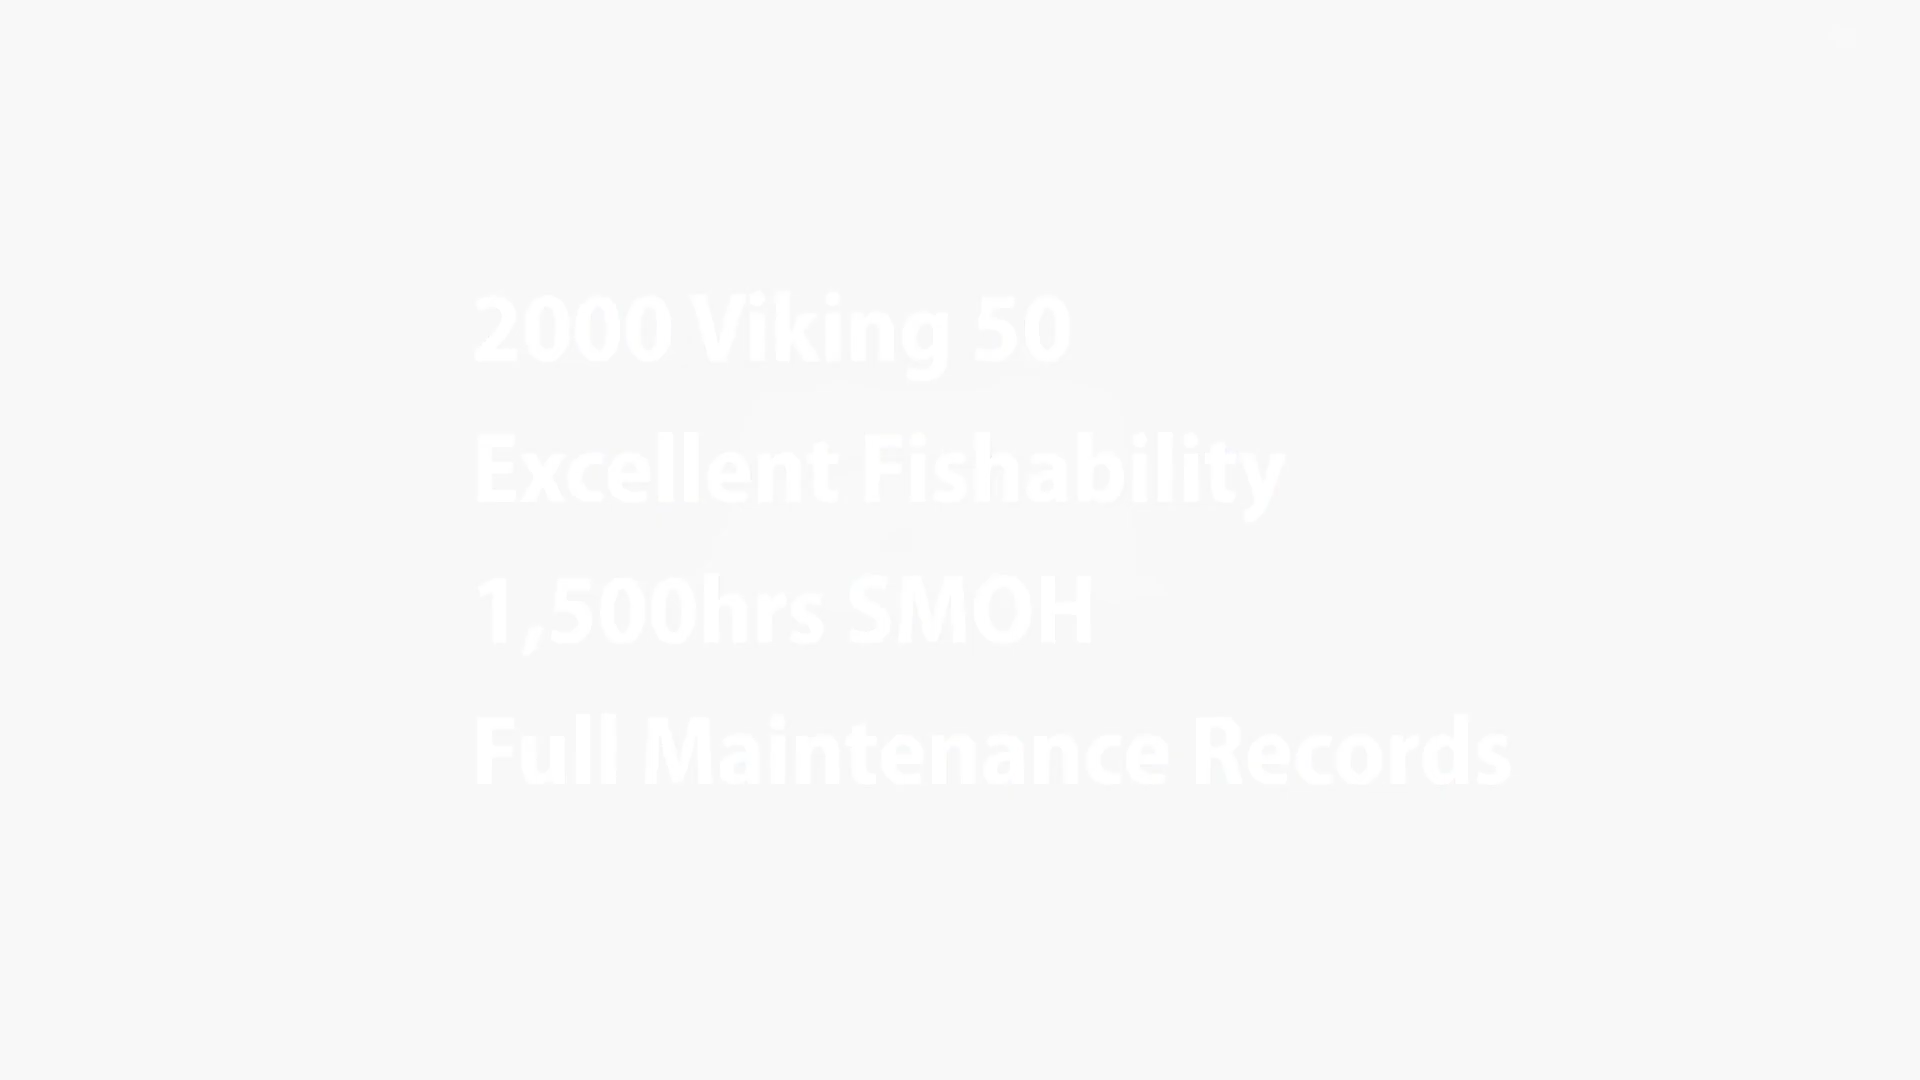 2000 Viking 50
Excellent Fishability
1,500hrs SMOH
Full Maintenance Records